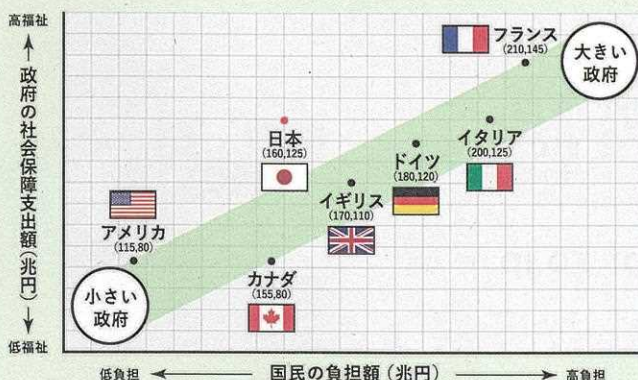 高福祉
政府の社会保障支出額(兆円)
低福祉
フランス
(210,145)
大きい
政府
日本
(160,125)
イタリア
(200,125)
ドイツ
(180,120)
イギリス
(170,110)
アメリカ
(115,80)
カナダ
(155,80)
小さい
政府
低負担
国民の負担額(兆円)
高負担